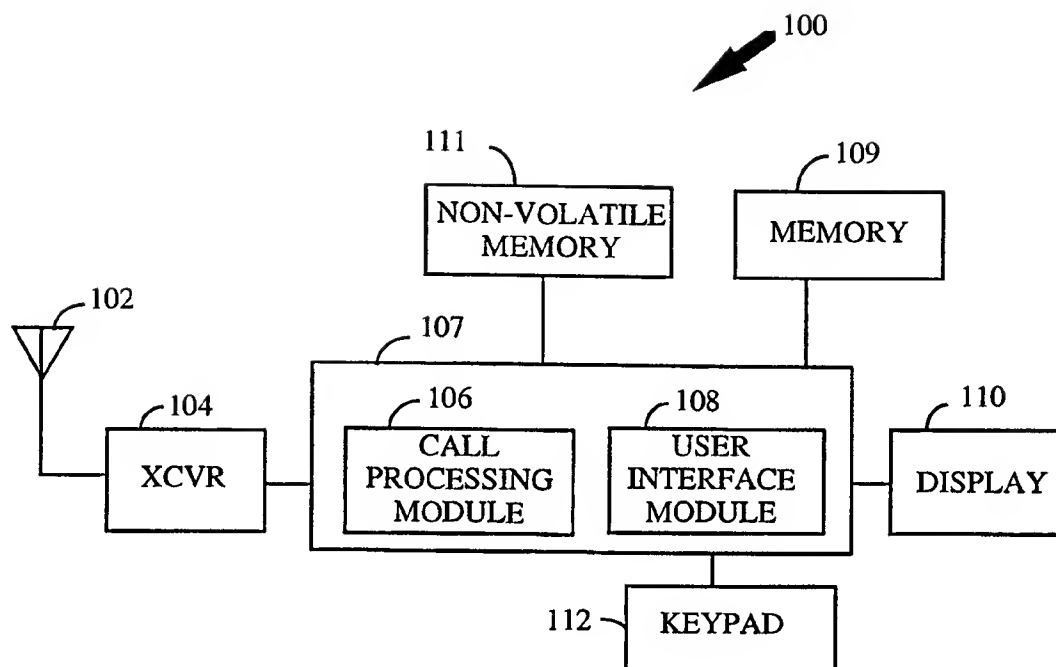 100
111
109
NON-VOLATILE
MEMORY
MEMORY
102
107
104
106
108
110
XCVR
CALL
PROCESSING
MODULE
USER
INTERFACE
MODULE
DISPLAY
112
KEYPAD